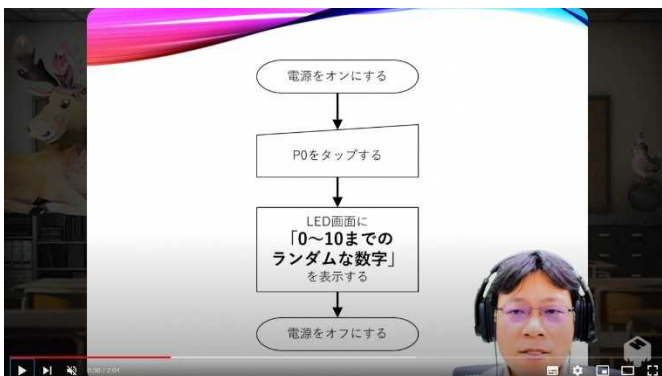 電源をオンにする
P0をタップする
LED画面に
「0〜10までの
ランダムな数字」
を表示する
電源をオフにする